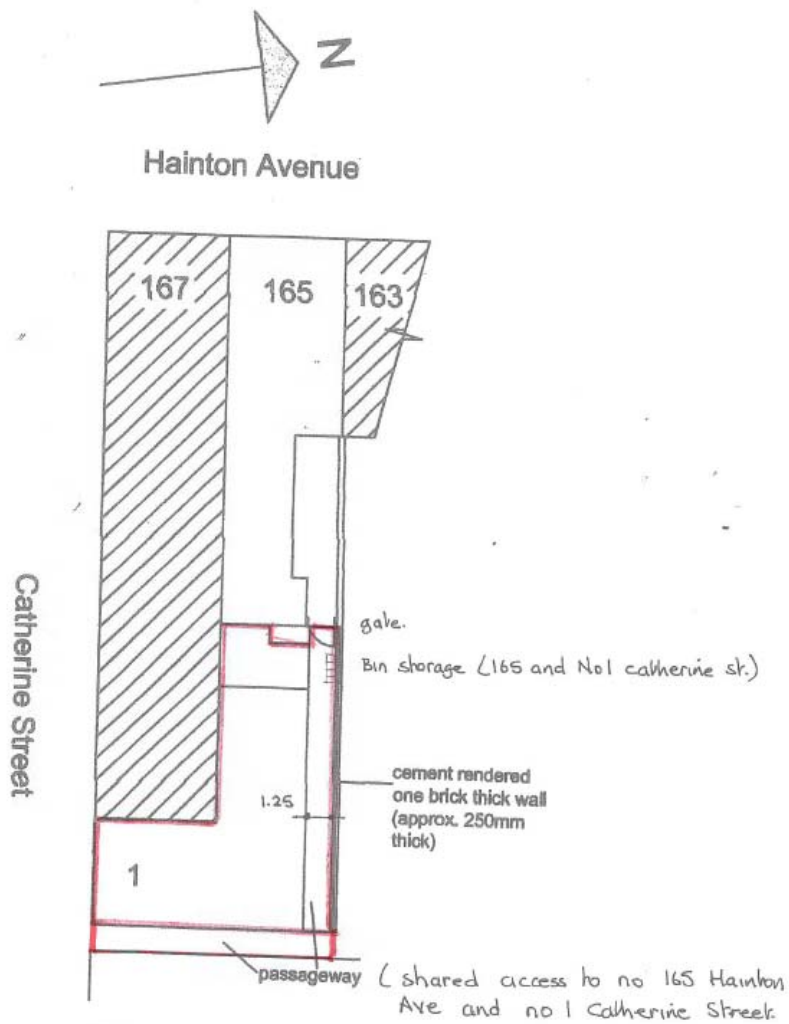 N
Hainton Avenue
167
165
163
Catherine Street
gate.
Bin storage (165 and No1 catherine st.)
cement rendered
one brick thick wall
(approx. 250mm
thick)
1.25
1
passageway
( shared access to no 165 Hainton
Ave and no 1 Catherine Street.